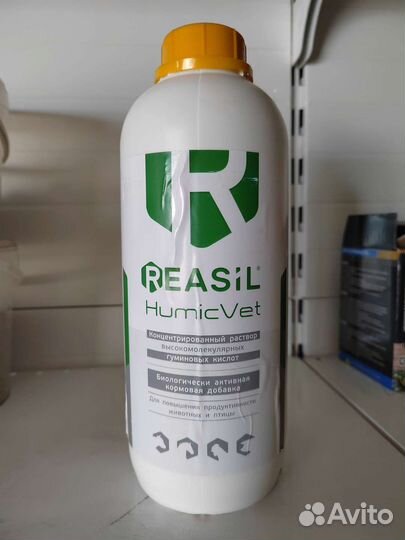 R
REASiL®
HumicVet
Концентрированный раствор
высокомолекулярных
гуминовых кислот
Биологически активная
кормовая добавка
Для повышения продуктивности
животных и птицы
Avito